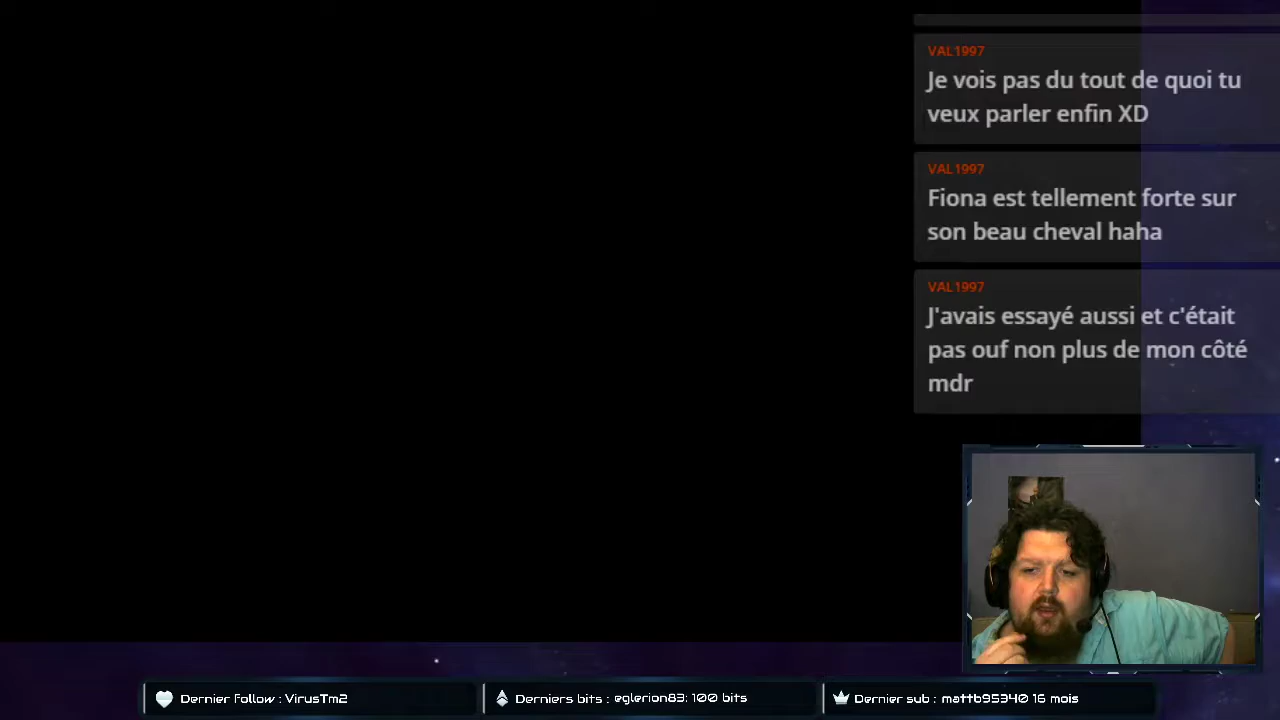 VAL1997
Je vois pas du tout de quoi tu
veux parler enfin XD
VAL1997
Fiona est tellement forte sur
son beau cheval haha
VAL1997
J'avais essayé aussi et c'était
pas ouf non plus de mon côté
mdr
Dernier Follow : VirusTm2
Derniers bits : eglerion83: 100 bits
Dernier sub : mattb95340 16 mois